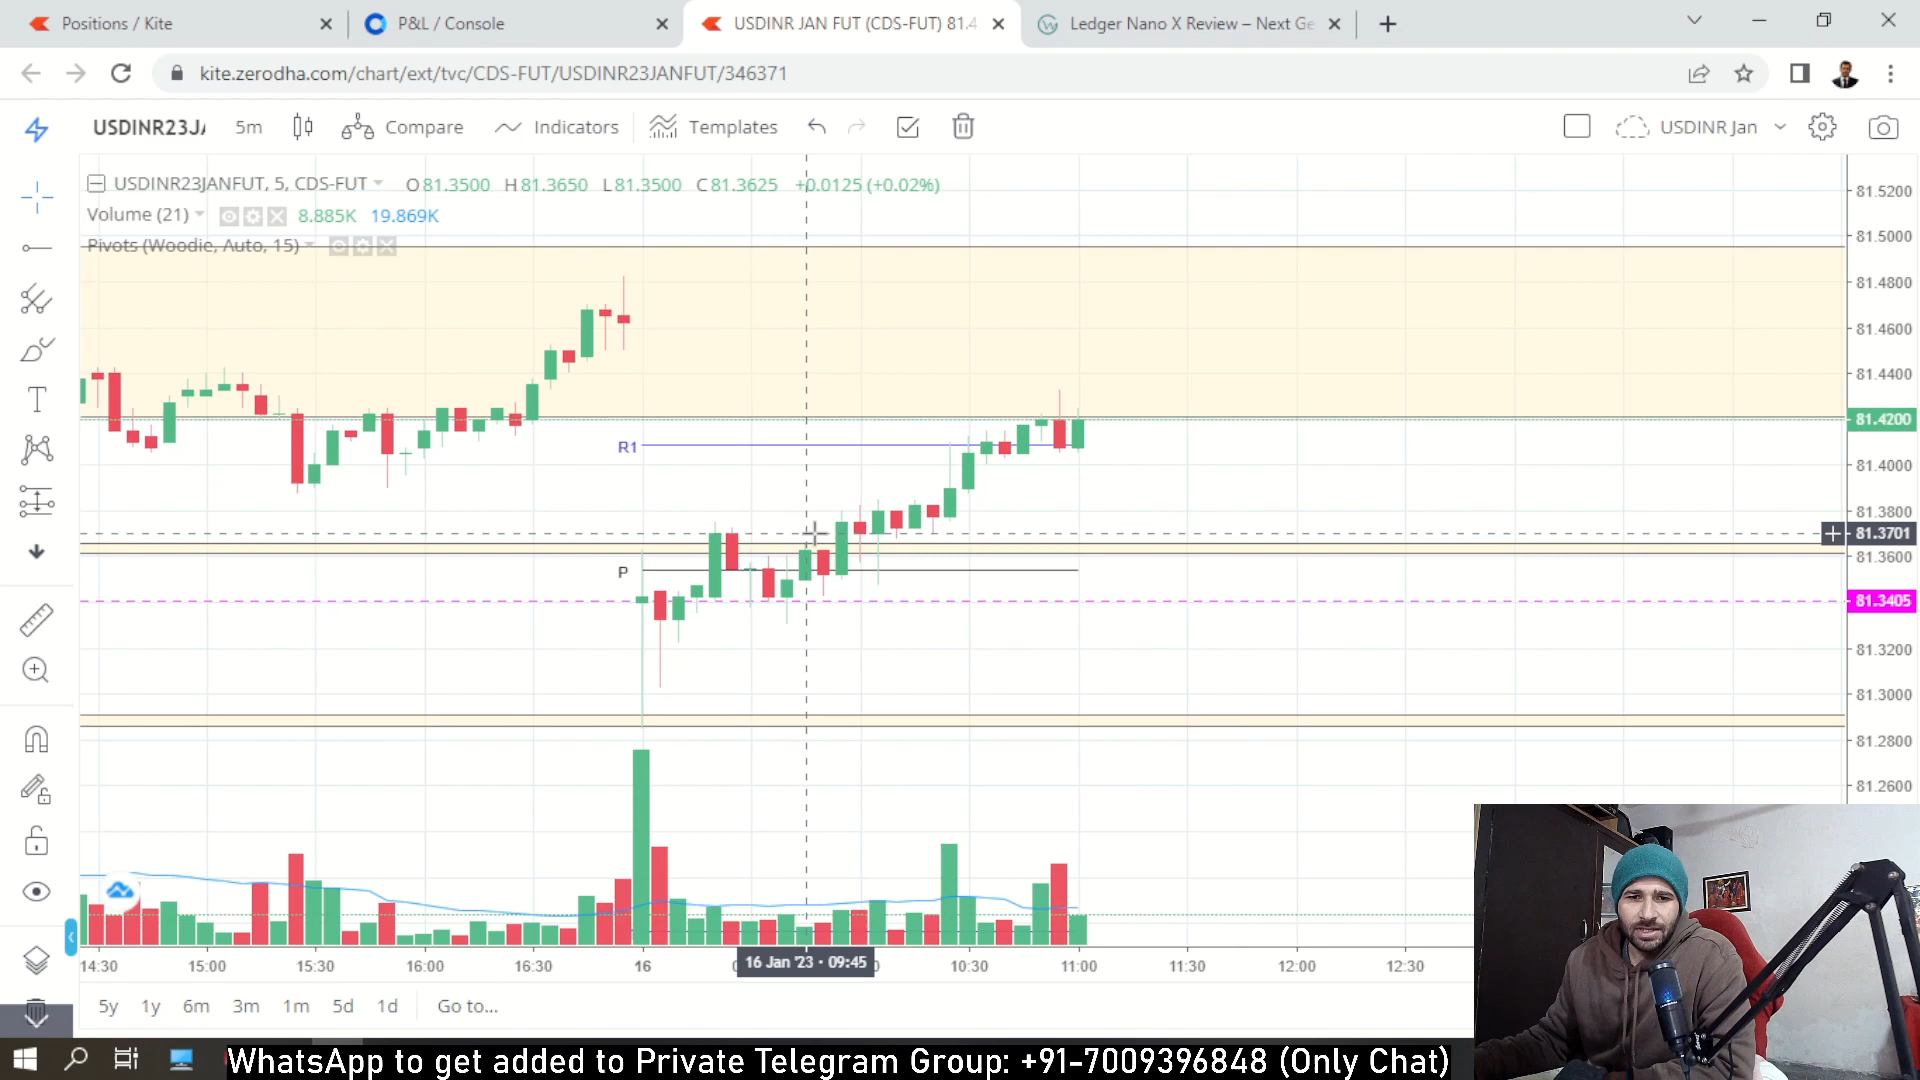 Positions / Kite
P&L / Console
USDINR JAN FUT (CDS-FUT) 81.4
Ledger Nano X Review – Next Ge
kite.zerodha.com/chart/ext/tvc/CDS-FUT/USDINR23JANFUT/346371
USDINR23JA
5m
Compare
Indicators
Templates
USDINR Jan
USDINR23JANFUT, 5, CDS-FUT O81.3500 H81.3650 L81.3500 C81.3625 +0.0125 (+0.02%)
Volume (21) 8.885K 19.869K
Pivots (Woodie, Auto, 15)
81.5200
81.5000
81.4800
81.4600
81.4400
81.4200
R1
81.4000
81.3800
81.3701
81.3600
P
81.3405
81.3200
81.3000
81.2800
81.2600
14:30 15:00 15:30 16:00 16:30 16 16 Jan '23 • 09:45 10:30 11:00 11:30 12:00 12:30
5y 1y 6m 3m 1m 5d 1d Go to...
WhatsApp to get added to Private Telegram Group: +91-7009396848 (Only Chat)